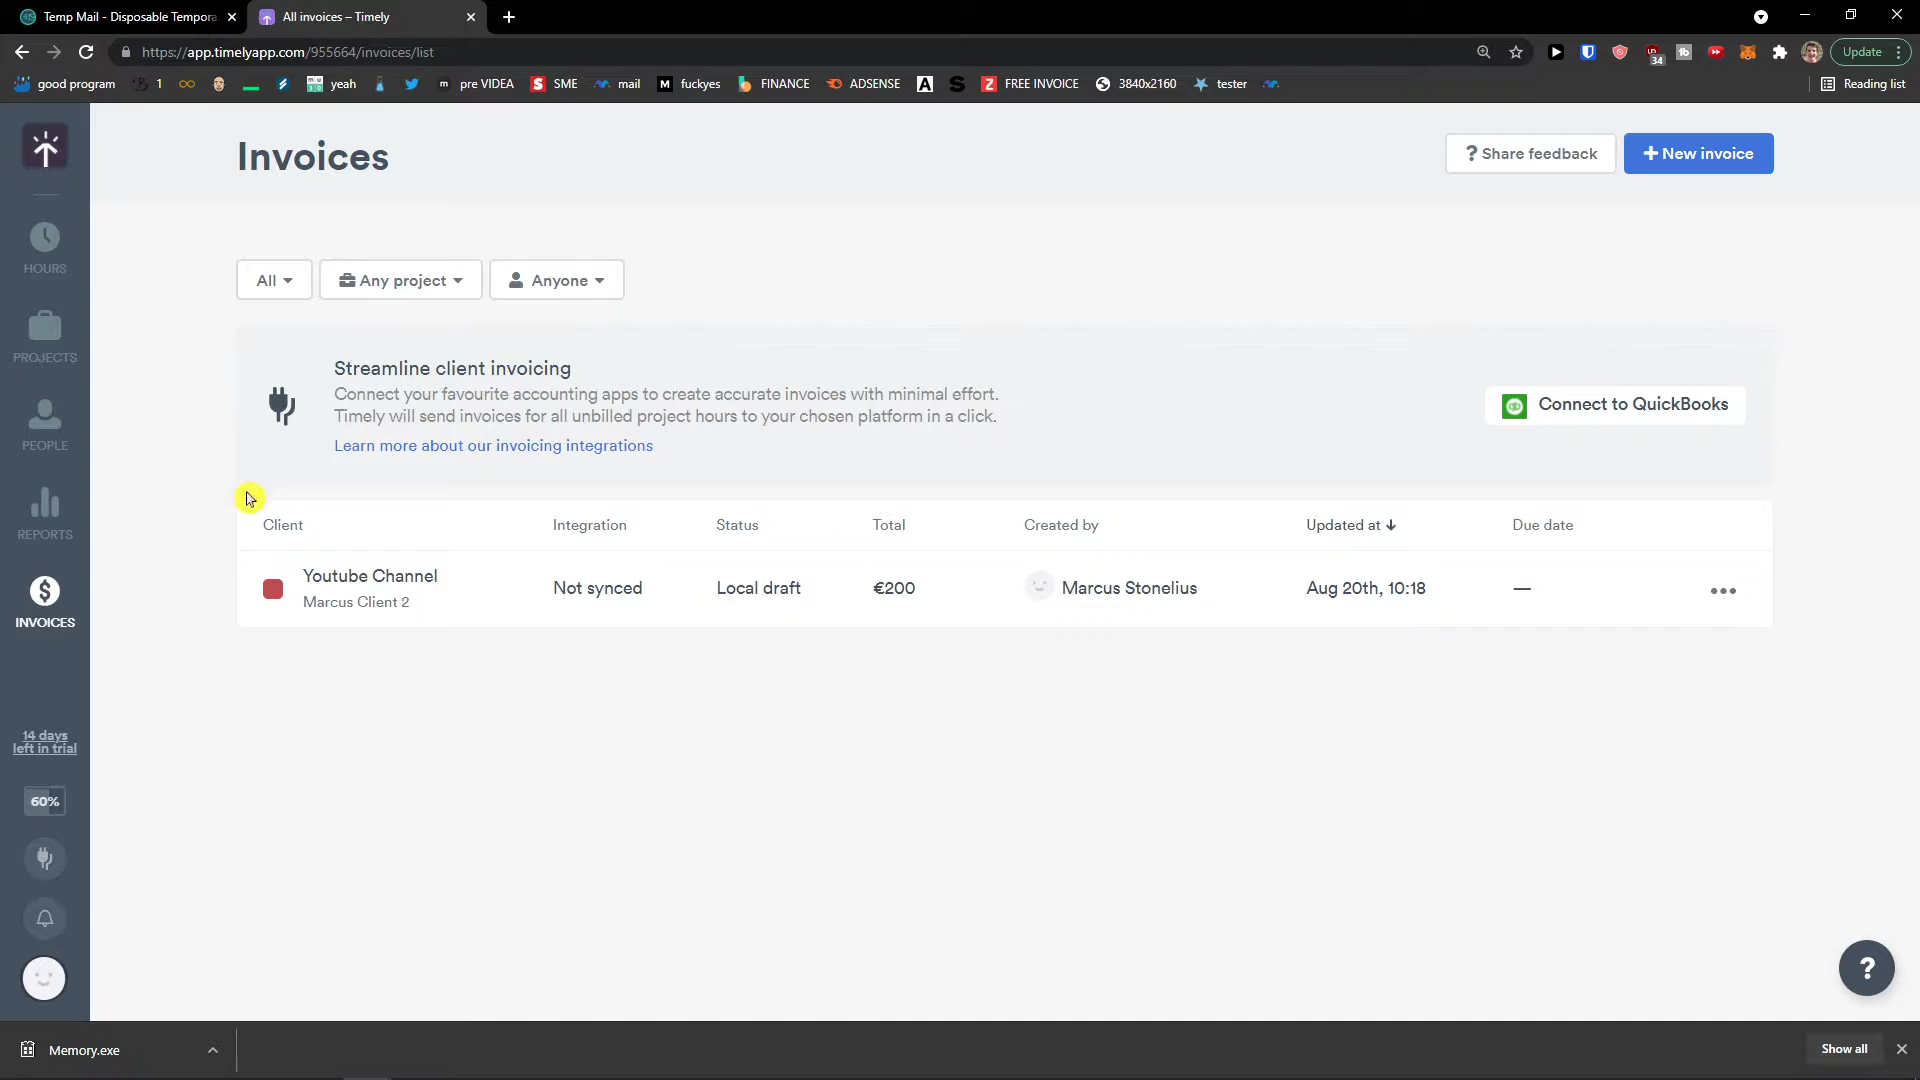 Temp Mail - Disposable Tempora
All invoices – Timely
https://app.timelyapp.com/955664/invoices/list
34
Update
good program
1
yeah
pre VIDEA
SME
mail
fuckyes
FINANCE
ADSENSE
FREE INVOICE
3840x2160
tester
Reading list
Invoices
? Share feedback
+ New invoice
HOURS
PROJECTS
PEOPLE
REPORTS
INVOICES
14 days
left in trial
60%
All
Any project
Anyone
Streamline client invoicing
Connect your favourite accounting apps to create accurate invoices with minimal effort.
Timely will send invoices for all unbilled project hours to your chosen platform in a click.
Learn more about our invoicing integrations
Connect to QuickBooks
Client Integration Status Total Created by Updated at ↓ Due date
Youtube Channel
Marcus Client 2
Not synced Local draft €200 Marcus Stonelius Aug 20th, 10:18 —
?
Memory.exe
Show all